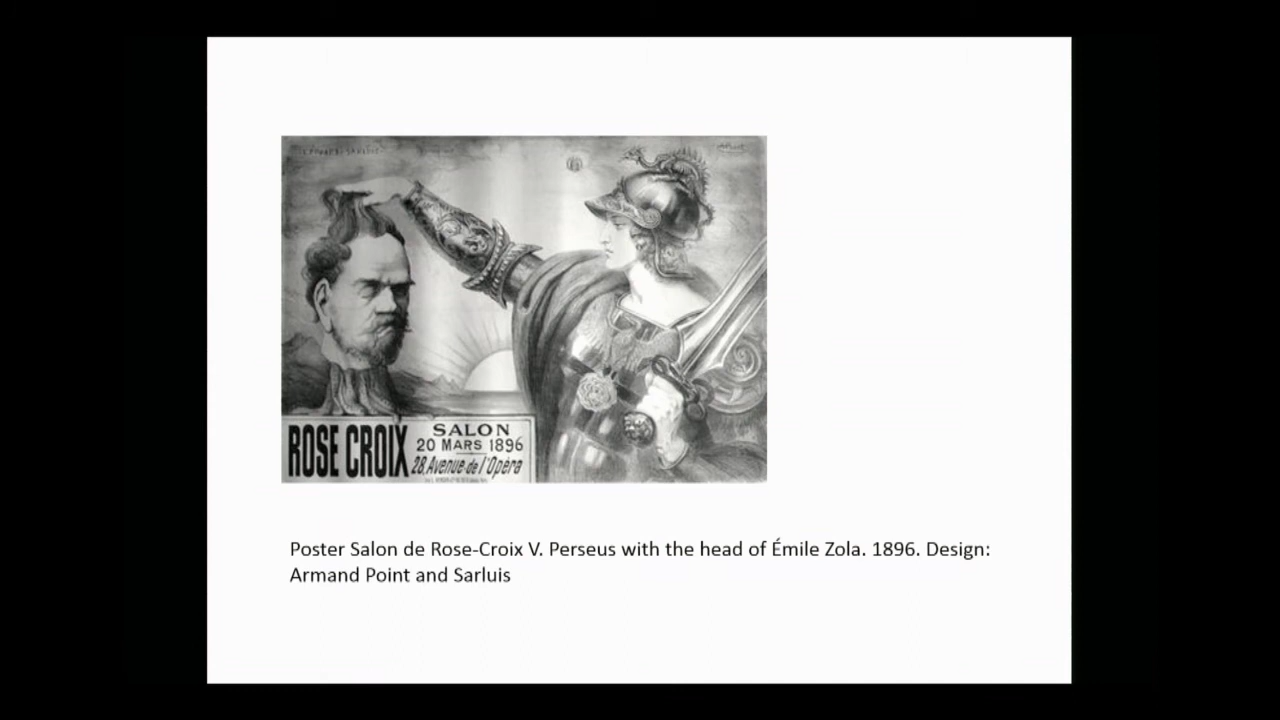 ROSE CROIX
SALON
20 MARS 1896
28, Avenue de l'Opéra
Poster Salon de Rose-Croix V. Perseus with the head of Émile Zola. 1896. Design:
Armand Point and Sarluis